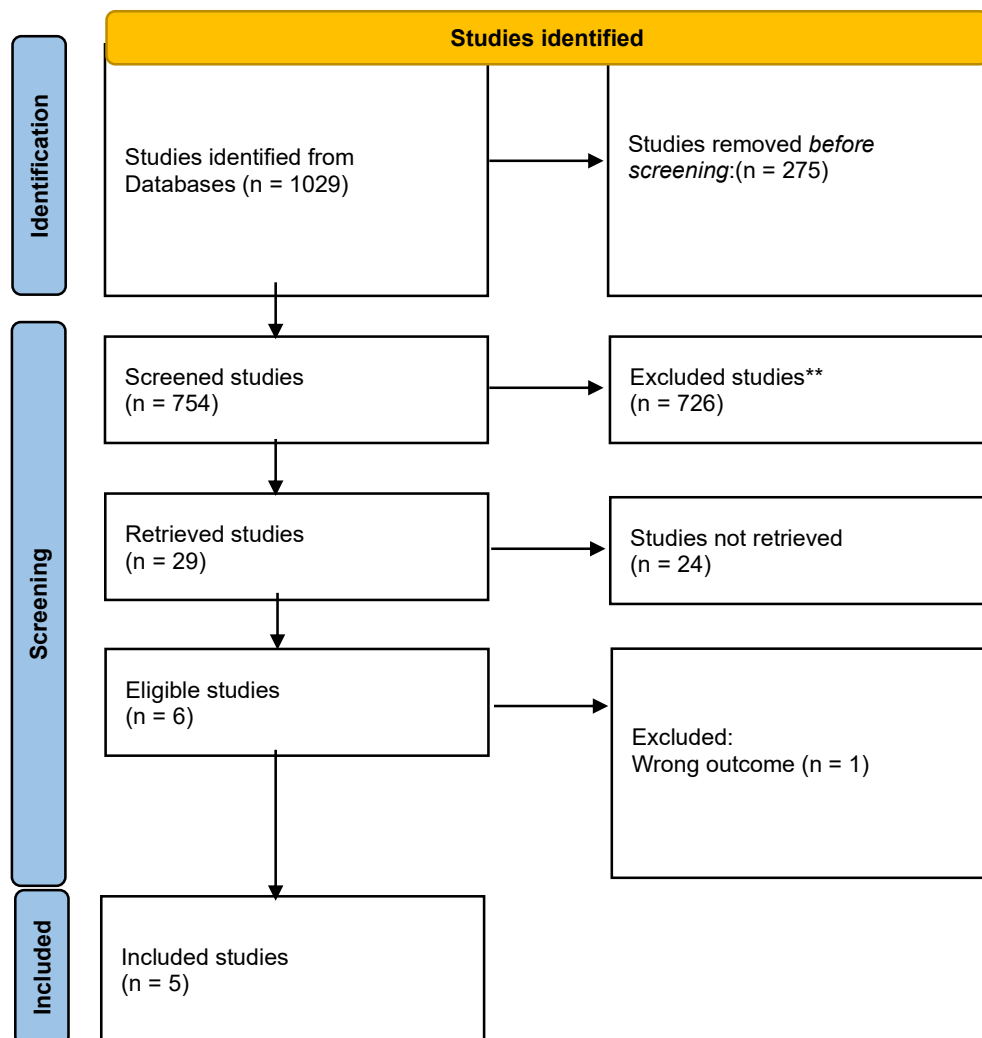 Studies identified
Identification
Studies identified from
Databases (n = 1029)
Studies removed before
screening:(n = 275)
Screening
Screened studies
(n = 754)
Excluded studies**
(n = 726)
Retrieved studies
(n = 29)
Studies not retrieved
(n = 24)
Eligible studies
(n = 6)
Excluded:
Wrong outcome (n = 1)
Included
Included studies
(n = 5)